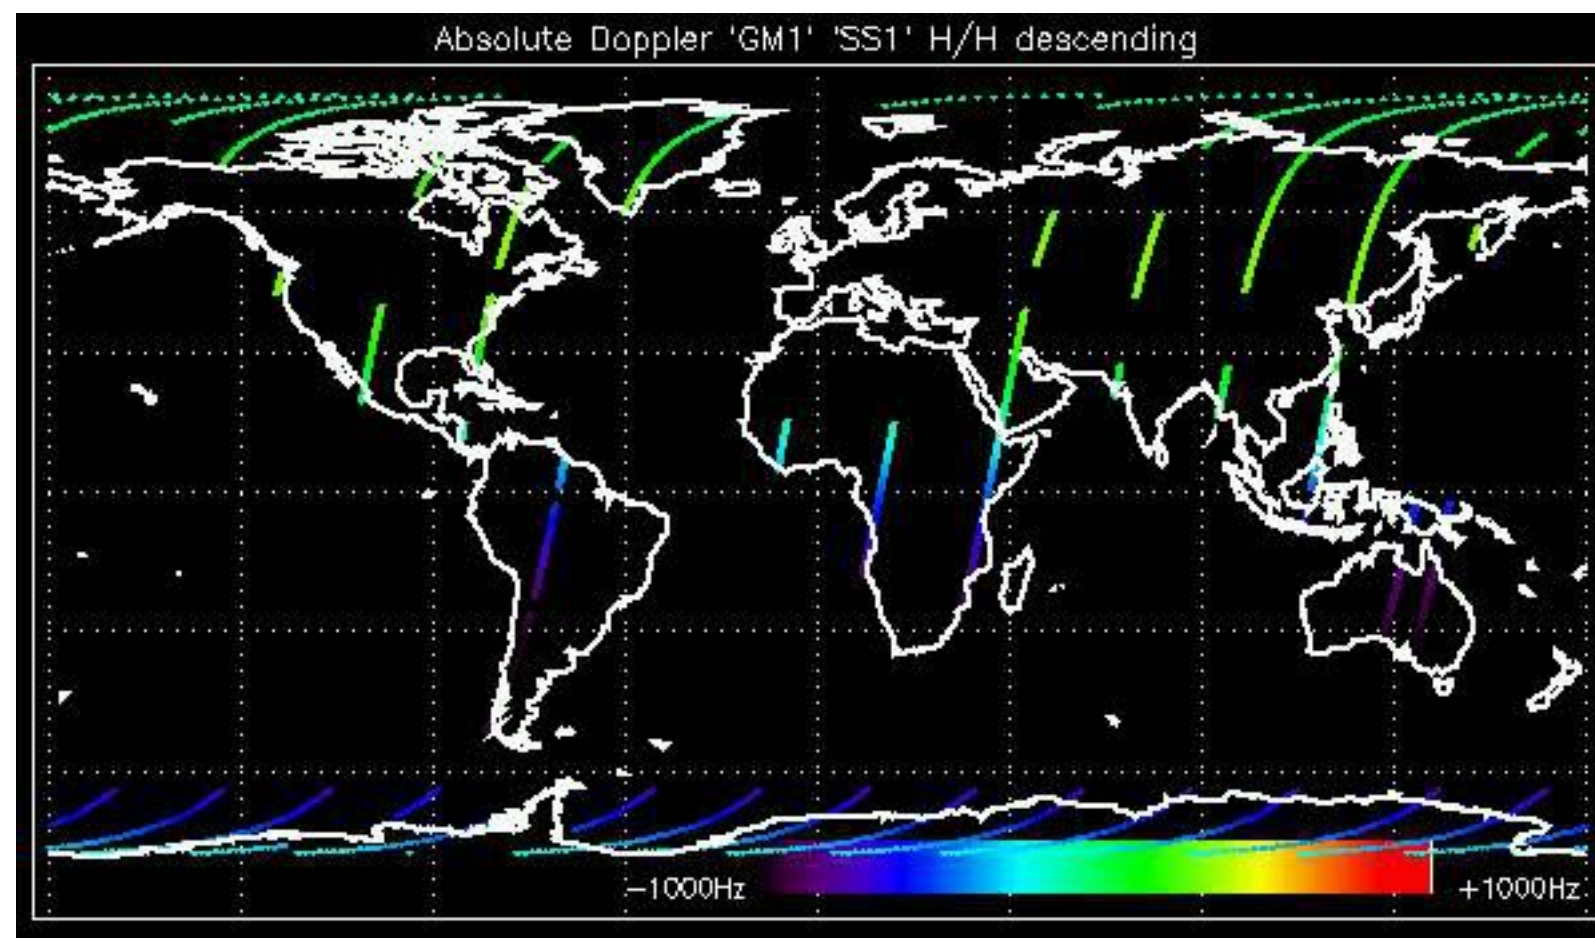 Absolute Doppler 'GM1' 'SS1' H/H descending
-1000Hz
+1000Hz